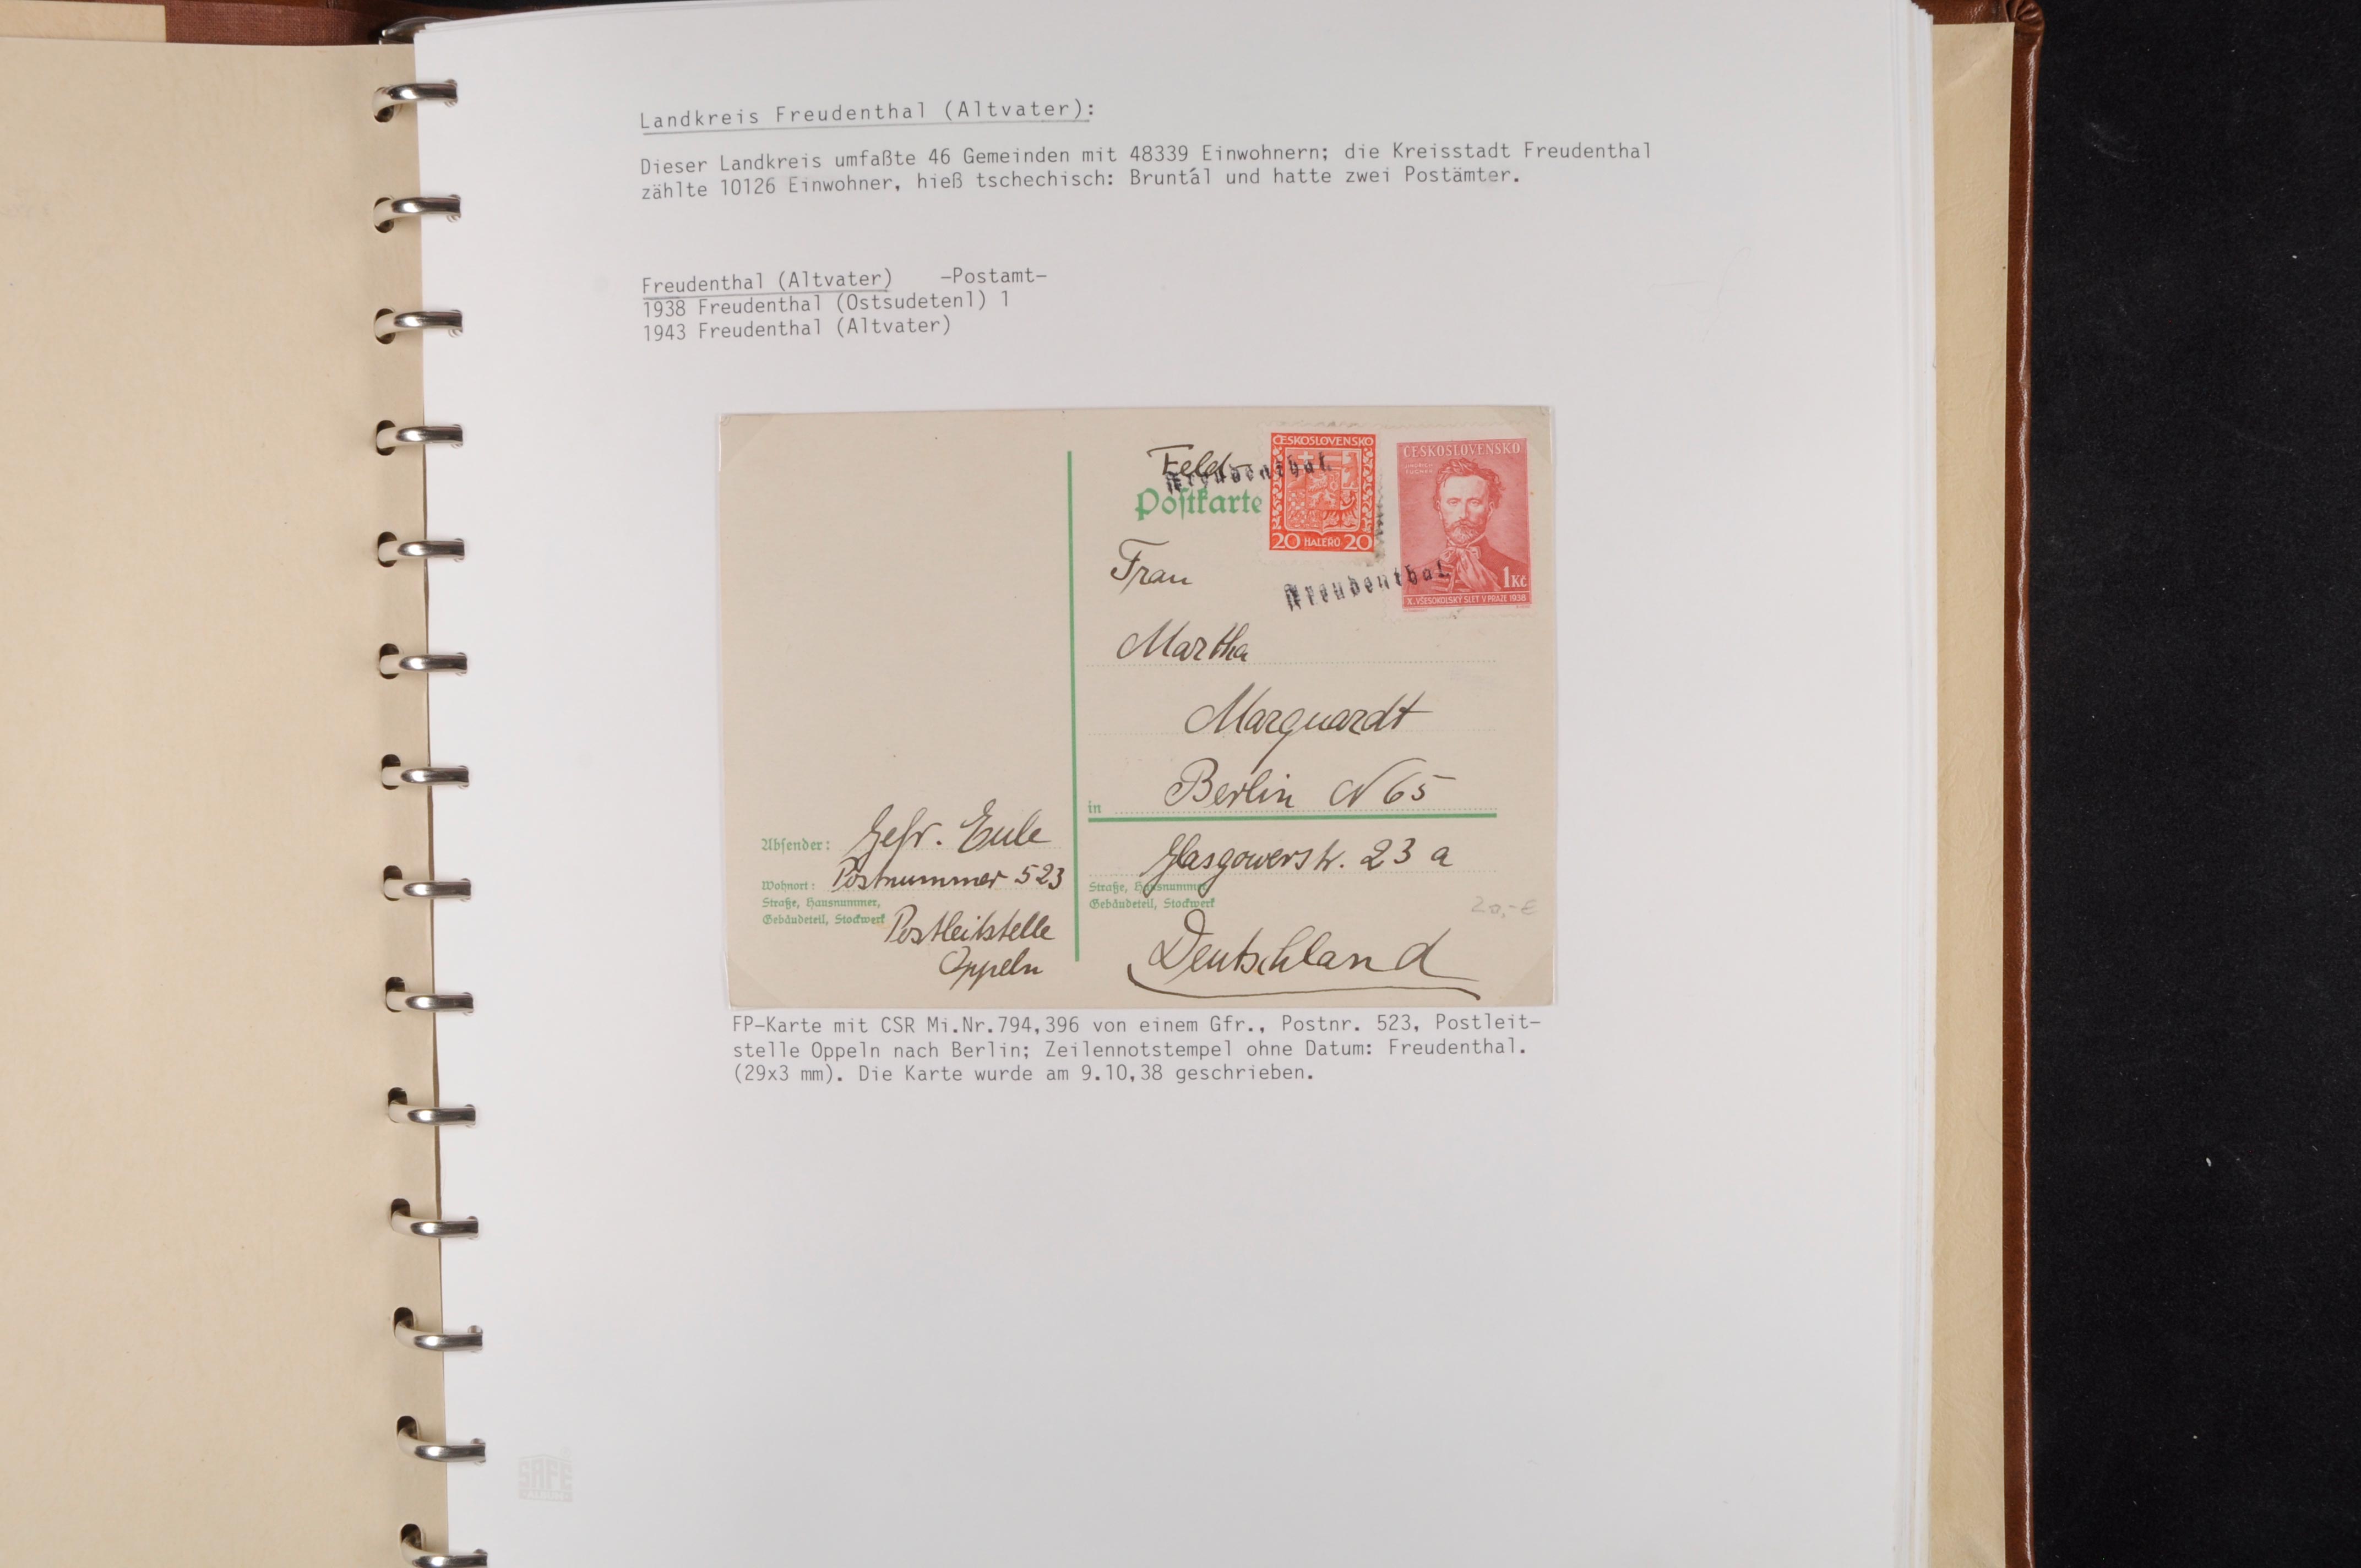 Landkreis Freudenthal (Altvater):
Dieser Landkreis umfaßte 46 Gemeinden mit 48339 Einwohnern; die Kreisstadt Freudenthal
zählte 10126 Einwohner, hieß tschechisch: Bruntál und hatte zwei Postämter.
Freudenthal (Altvater) -Postamt-
1938 Freudenthal (Ostsudetenl) 1
1943 Freudenthal (Altvater)
Feld-
Freudenthal.
Postkarte
ČESKOSLOVENSKO
20 HALÉŘŮ 20
ČESKOSLOVENSKO
JINDŘICH FÜGNER
1Kč
X. VŠESOKOLSKÝ SLET V PRAZE 1938
Freudenthal.
Frau
Martha
Marquardt
in Berlin N 65
Glasgowerstr. 23 a
Straße, Hausnummer,
Gebäudeteil, Stockwerk
Deutschland
20,-€
Absender: Gefr. Eule
Wohnort: Postnummer 523
Straße, Hausnummer,
Gebäudeteil, Stockwerk Postleitstelle
Oppeln
FP-Karte mit CSR Mi.Nr.794,396 von einem Gfr., Postnr. 523, Postleit-
stelle Oppeln nach Berlin; Zeilennotstempel ohne Datum: Freudenthal.
(29x3 mm). Die Karte wurde am 9.10,38 geschrieben.
SAFE